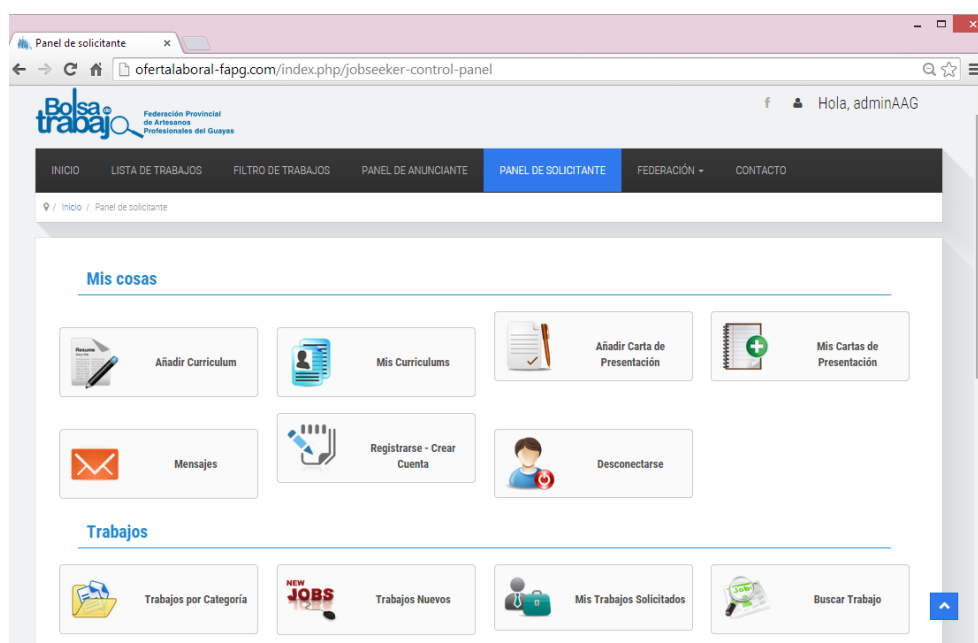 Panel de solicitante
ofertalaboral-fapg.com/index.php/jobseeker-control-panel
Bolsa de trabajo
Federación Provincial
de Artesanos
Profesionales del Guayas
Hola, adminAAG
INICIO LISTA DE TRABAJOS FILTRO DE TRABAJOS PANEL DE ANUNCIANTE PANEL DE SOLICITANTE FEDERACIÓN CONTACTO
/ Inicio / Panel de solicitante
Mis cosas
Resume
Añadir Curriculum
Mis Curriculums
Añadir Carta de
Presentación
Mis Cartas de
Presentación
Mensajes
Registrarse - Crear
Cuenta
Desconectarse
Trabajos
Trabajos por Categoría
NEW
JOBS
Trabajos Nuevos
Mis Trabajos Solicitados
Job
Buscar Trabajo